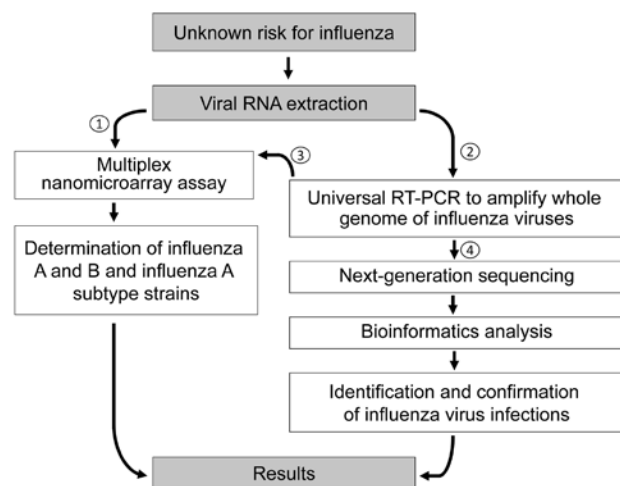 Unknown risk for influenza
Viral RNA extraction
①
②
③
Multiplex
nanomicroarray assay
Universal RT-PCR to amplify whole
genome of influenza viruses
Determination of influenza
A and B and influenza A
subtype strains
④
Next-generation sequencing
Bioinformatics analysis
Identification and confirmation
of influenza virus infections
Results